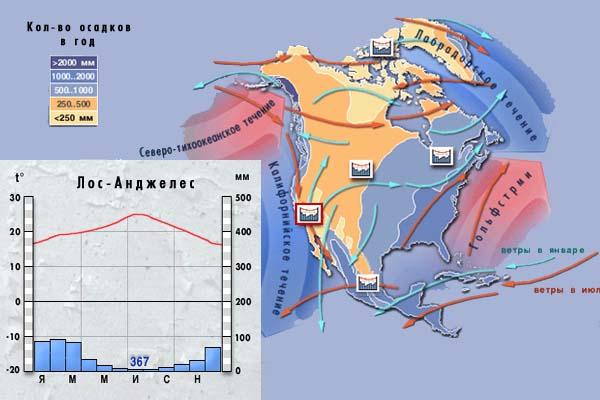 Кол-во осадков
в год
>2000 мм
1000..2000
500..1000
250..500
<250 мм
Лабрадорское течение
Северо-тихоокеанское течение
Калифорнийское течение
Гольфстрим
ветры в январе
ветры в июл
t° Лос-Анджелес мм
30 500
20 400
10 300
0 200
-10 100
-20 0
367
Я М М И С Н